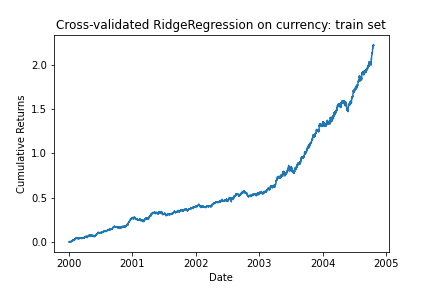 Cross-validated RidgeRegression on currency: train set
Cumulative Returns
2.0
1.5
1.0
0.5
0.0
2000 2001 2002 2003 2004 2005
Date